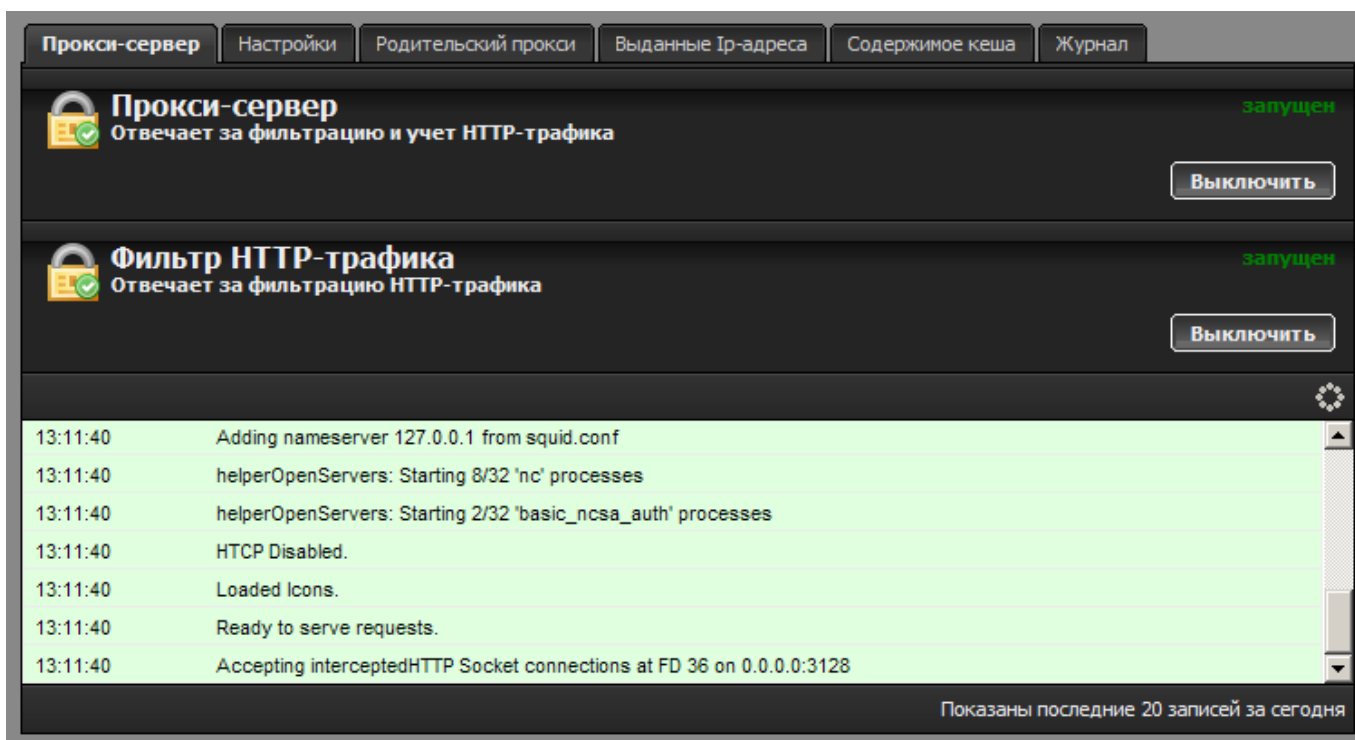 Прокси-сервер Настройки Родительский прокси Выданные Ip-адреса Содержимое кеша Журнал
Прокси-сервер запущен
Отвечает за фильтрацию и учет HTTP-трафика
Выключить
Фильтр HTTP-трафика запущен
Отвечает за фильтрацию HTTP-трафика
Выключить
13:11:40 Adding nameserver 127.0.0.1 from squid.conf
13:11:40 helperOpenServers: Starting 8/32 'nc' processes
13:11:40 helperOpenServers: Starting 2/32 'basic_ncsa_auth' processes
13:11:40 HTCP Disabled.
13:11:40 Loaded Icons.
13:11:40 Ready to serve requests.
13:11:40 Accepting interceptedHTTP Socket connections at FD 36 on 0.0.0.0:3128
Показаны последние 20 записей за сегодня